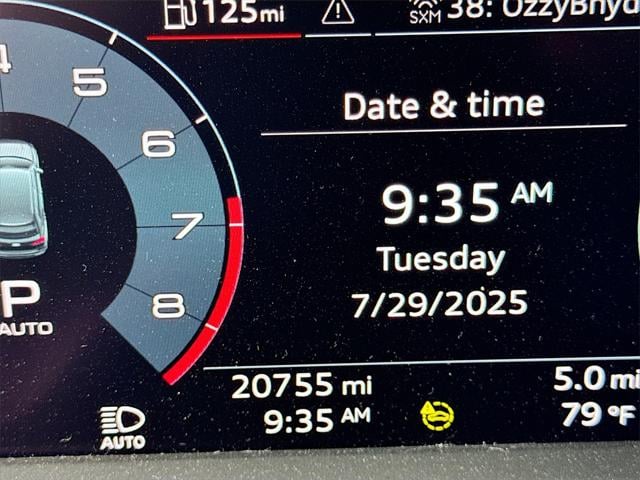 125mi
SXM 38: OzzyBnyd
Date & time
4
5
6
7
8
9:35 AM
Tuesday
7/29/2025
P
AUTO
20755 mi
5.0 mi
AUTO
9:35 AM
79 °F